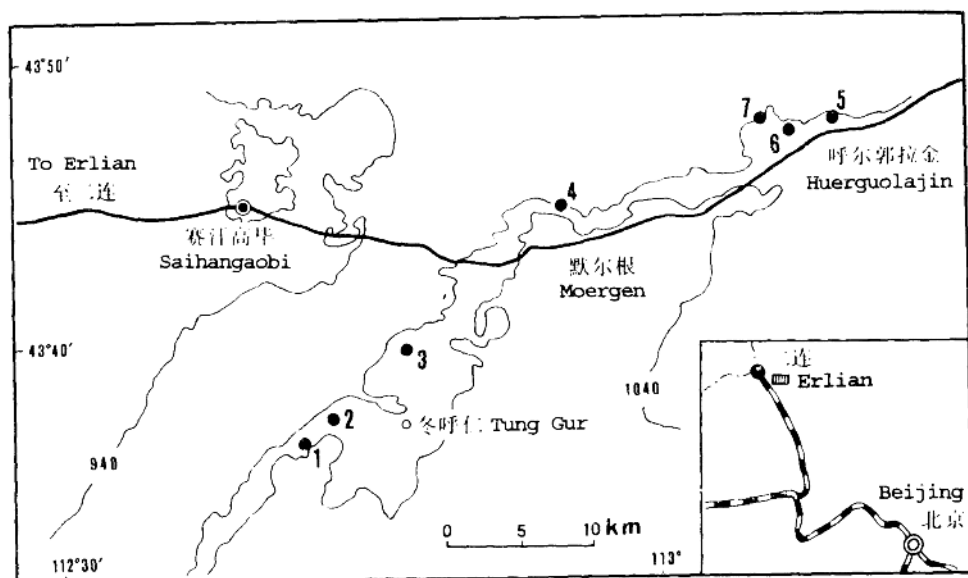 43°50′
To Erlian
至二连
赛汗高毕
Saihangaobi
7
5
6
呼尔郭拉金
Huerguolajin
4
默尔根
Moergen
43°40′
3
1040
二连
Erlian
2
冬呼仁 Tung Gur
1
940
Beijing
北京
0 5 10 km
112°30′
113°